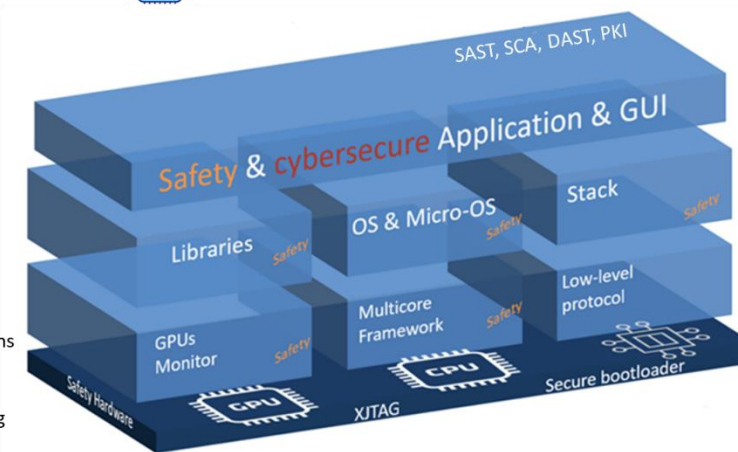 SAST, SCA, DAST, PKI
Safety & cybersecure Application & GUI
Libraries
Safety
OS & Micro-OS
Safety
Stack
Safety
GPUs
Monitor
Safety
Multicore
Framework
Safety
Low-level
protocol
ns
g
Safety Hardware
GPU
CPU
XJTAG
Secure bootloader